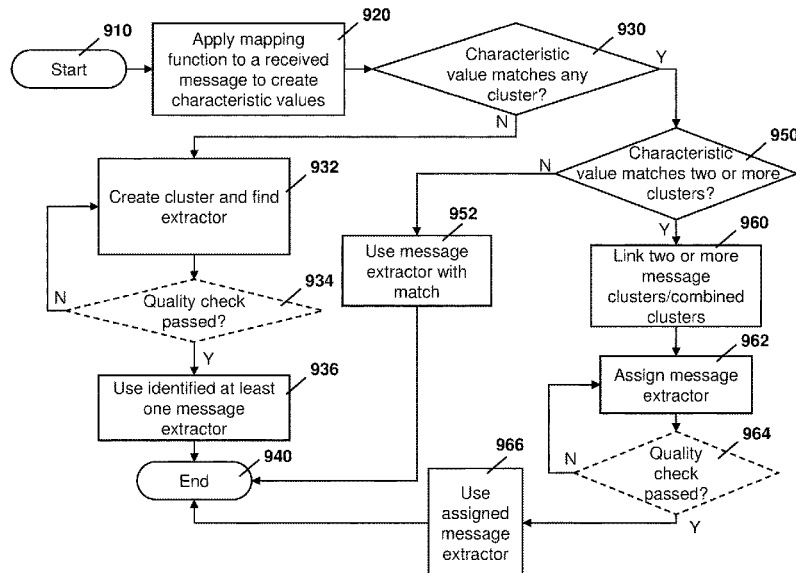 910
Start
920
Apply mapping
function to a received
message to create
characteristic values
930
Characteristic
value matches any
cluster?
Y
N
950
Characteristic
value matches two or more
clusters?
N
Y
932
Create cluster and find
extractor
952
Use message
extractor with
match
960
Link two or more
message
clusters/combined
clusters
934
Quality check
passed?
N
Y
962
Assign message
extractor
936
Use identified at least
one message
extractor
964
Quality
check
passed?
N
Y
966
Use
assigned
message
extractor
940
End